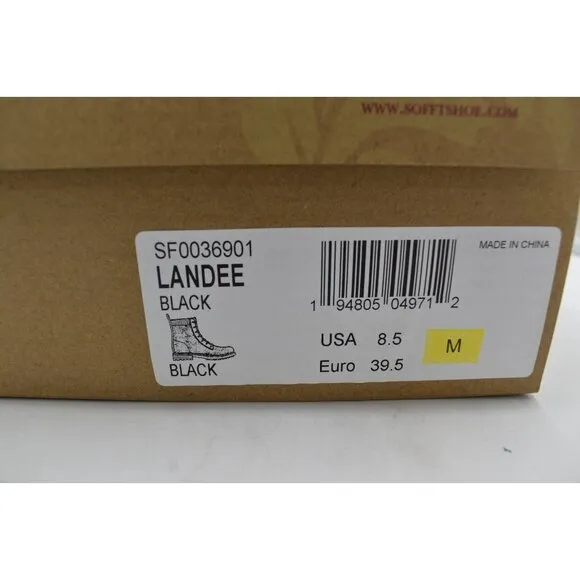 WWW.SOFFTSHOE.COM
SF0036901
LANDEE
BLACK
BLACK
1 94805 04971 2
MADE IN CHINA
USA 8.5
Euro 39.5
M